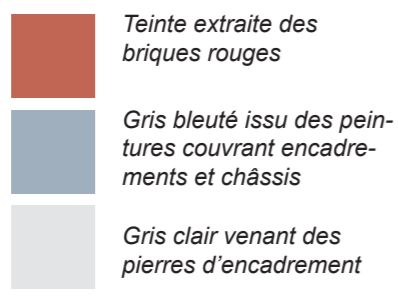 Teinte extraite des
briques rouges
Gris bleuté issu des pein-
tures couvrant encadre-
ments et châssis
Gris clair venant des
pierres d'encadrement